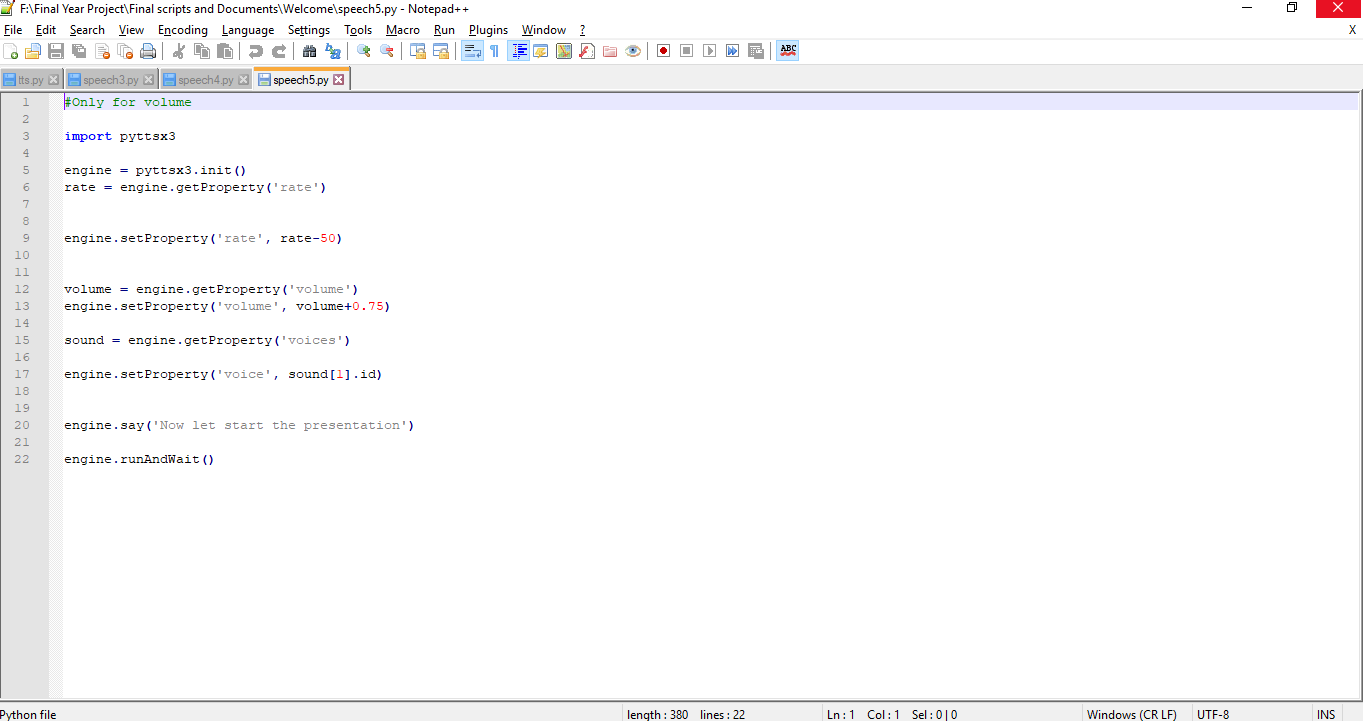 F:\Final Year Project\Final scripts and Documents\Welcome\speech5.py - Notepad++
File Edit Search View Encoding Language Settings Tools Macro Run Plugins Window ? X
ABC
tts.py speech3.py speech4.py speech5.py
1 #Only for volume
2
3 import pyttsx3
4
5 engine = pyttsx3.init()
6 rate = engine.getProperty('rate')
7
8
9 engine.setProperty('rate', rate-50)
10
11
12 volume = engine.getProperty('volume')
13 engine.setProperty('volume', volume+0.75)
14
15 sound = engine.getProperty('voices')
16
17 engine.setProperty('voice', sound[1].id)
18
19
20 engine.say('Now let start the presentation')
21
22 engine.runAndWait()
Python file length : 380 lines : 22 Ln : 1 Col : 1 Sel : 0 | 0 Windows (CR LF) UTF-8 INS